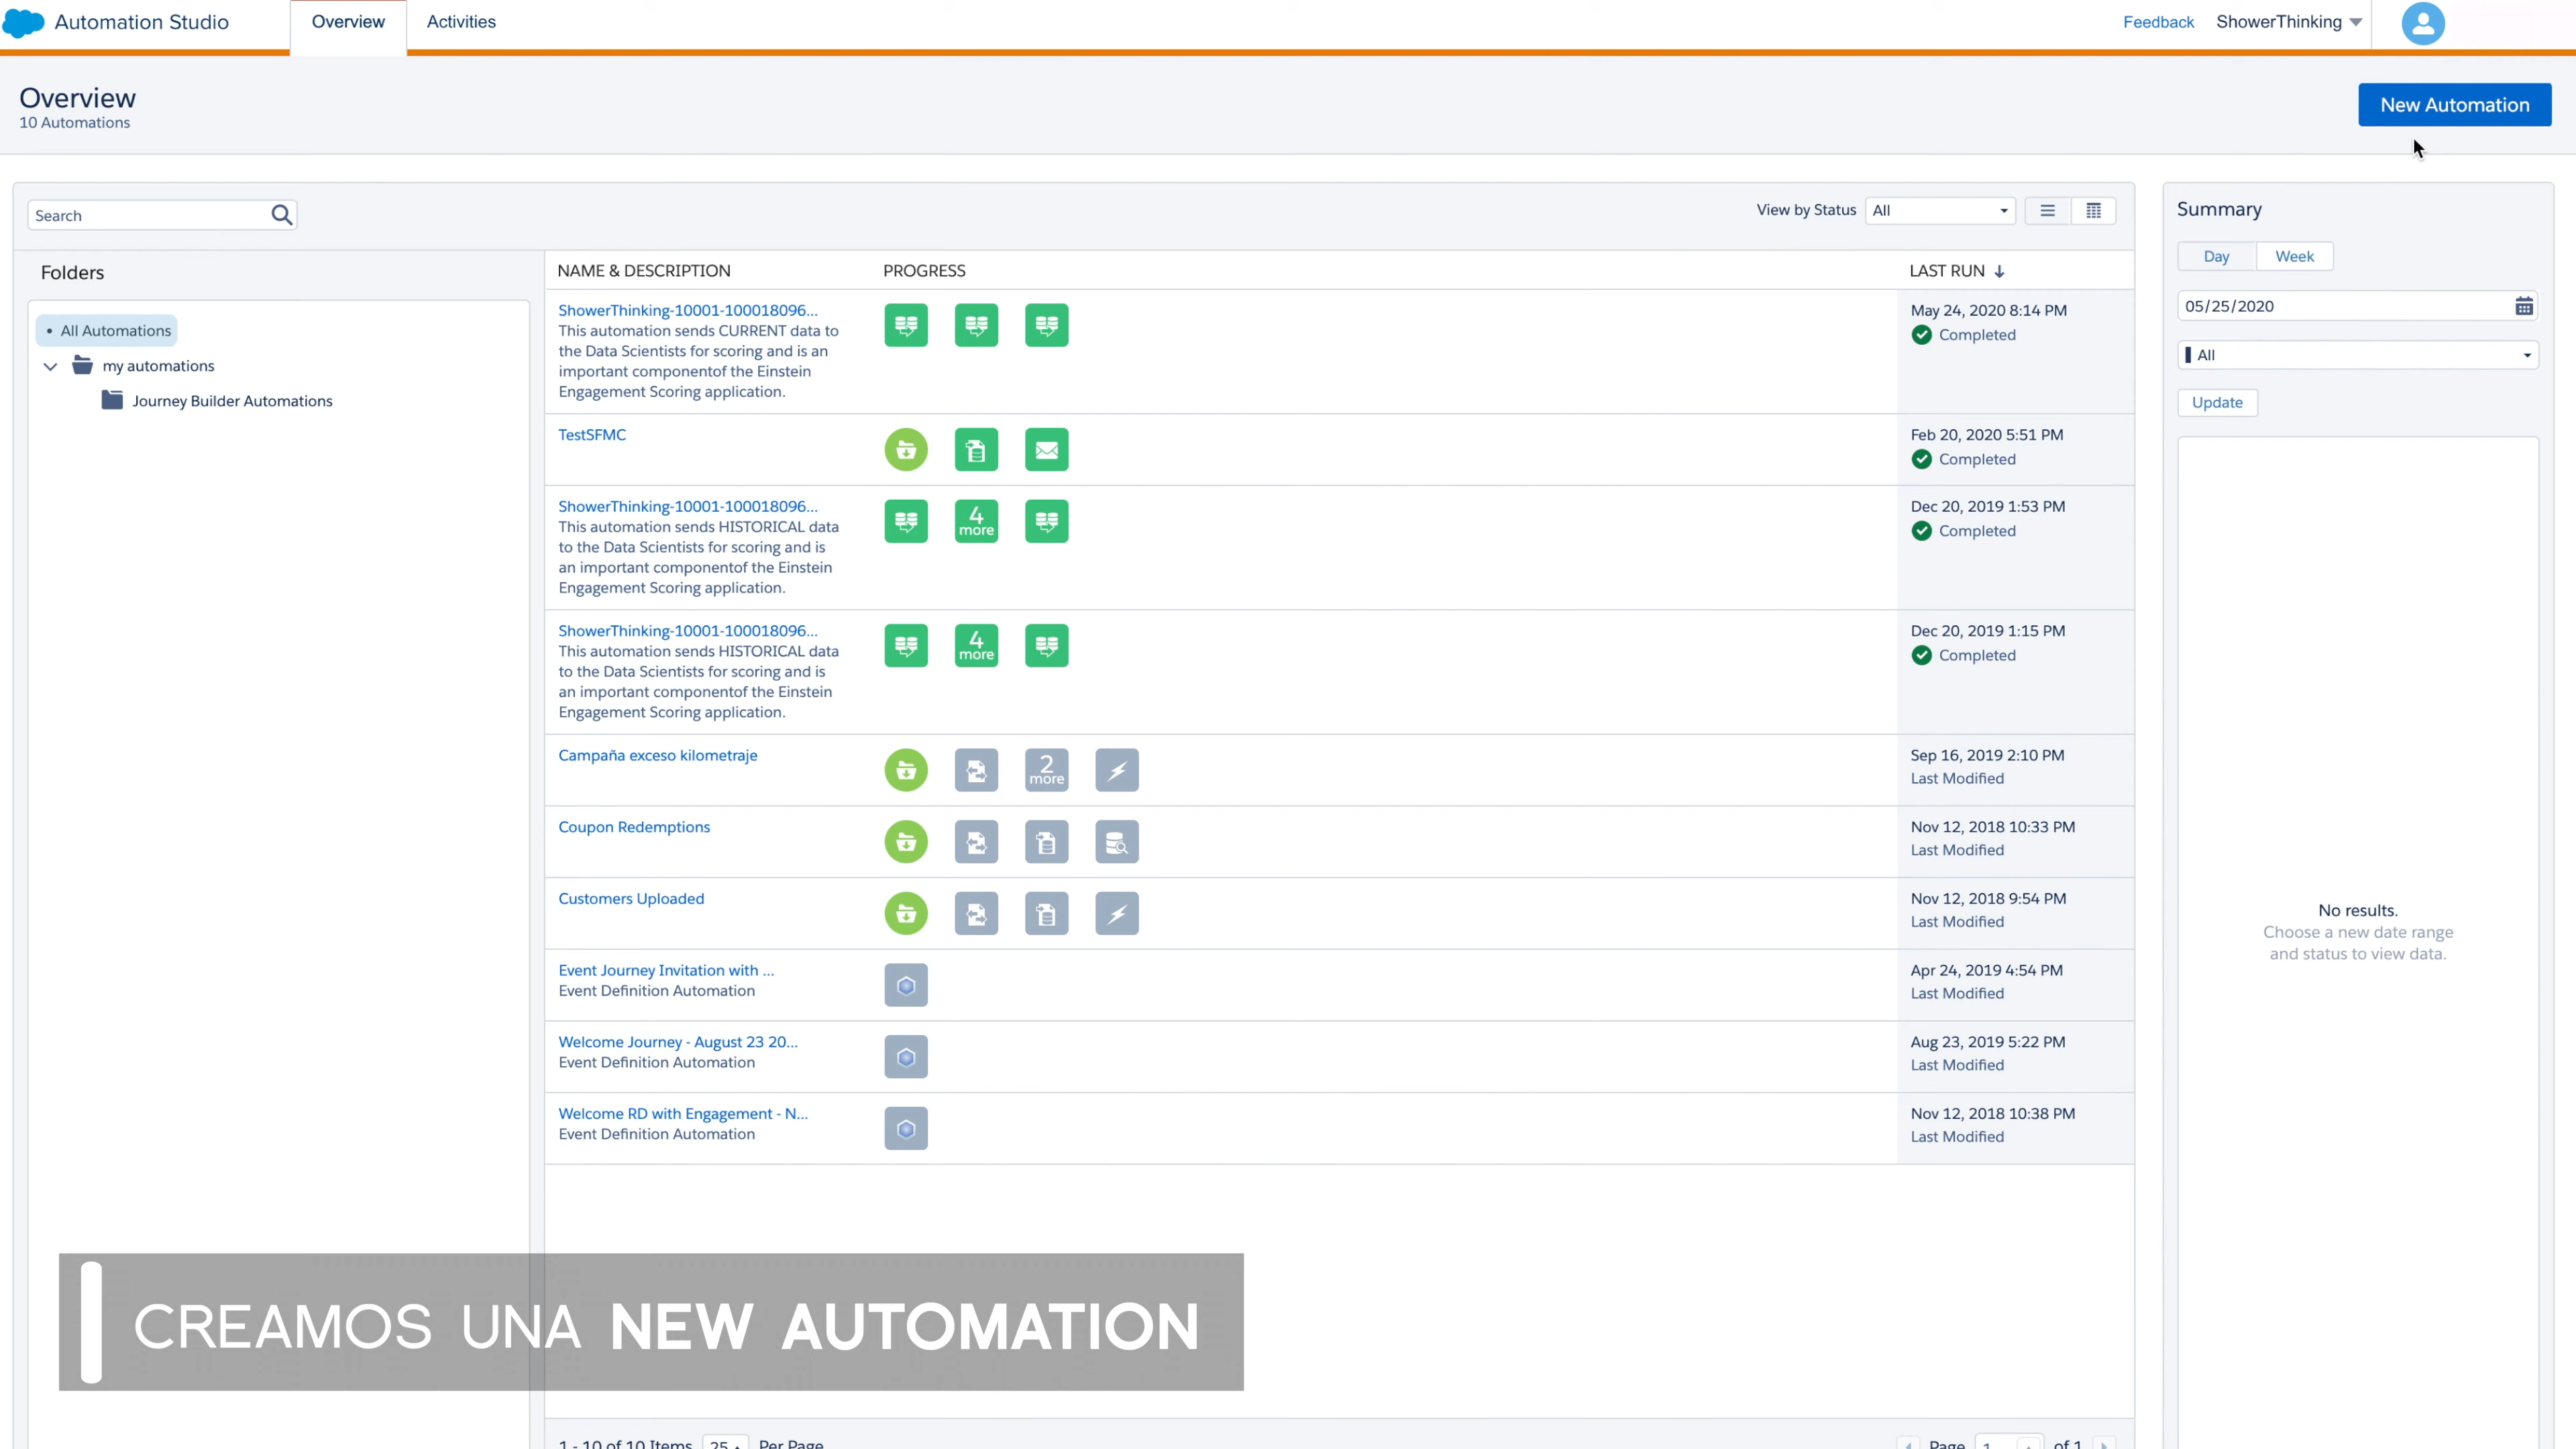 Automation Studio
Overview
Activities
Feedback
ShowerThinking
Overview
10 Automations
New Automation
Search
View by Status
All
Folders
• All Automations
my automations
Journey Builder Automations
NAME & DESCRIPTION
PROGRESS
LAST RUN
ShowerThinking-10001-100018096...
This automation sends CURRENT data to
the Data Scientists for scoring and is an
important componentof the Einstein
Engagement Scoring application.
May 24, 2020 8:14 PM
Completed
TestSFMC
Feb 20, 2020 5:51 PM
Completed
ShowerThinking-10001-100018096...
This automation sends HISTORICAL data
to the Data Scientists for scoring and is
an important componentof the Einstein
Engagement Scoring application.
4
more
Dec 20, 2019 1:53 PM
Completed
ShowerThinking-10001-100018096...
This automation sends HISTORICAL data
to the Data Scientists for scoring and is
an important componentof the Einstein
Engagement Scoring application.
4
more
Dec 20, 2019 1:15 PM
Completed
Campaña exceso kilometraje
2
more
Sep 16, 2019 2:10 PM
Last Modified
Coupon Redemptions
Nov 12, 2018 10:33 PM
Last Modified
Customers Uploaded
Nov 12, 2018 9:54 PM
Last Modified
Event Journey Invitation with ...
Event Definition Automation
Apr 24, 2019 4:54 PM
Last Modified
Welcome Journey - August 23 20...
Event Definition Automation
Aug 23, 2019 5:22 PM
Last Modified
Welcome RD with Engagement - N...
Event Definition Automation
Nov 12, 2018 10:38 PM
Last Modified
1 - 10 of 10 Items
25
Per Page
Page
1
of 1
Summary
Day
Week
05/25/2020
All
Update
No results.
Choose a new date range
and status to view data.
CREAMOS UNA NEW AUTOMATION